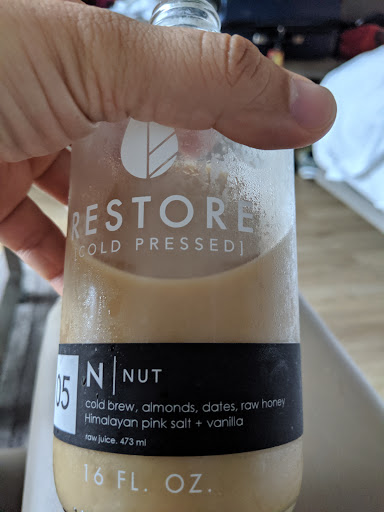 RESTORE
[COLD PRESSED]
05
N | NUT
cold brew, almonds, dates, raw honey
Himalayan pink salt + vanilla
raw juice. 473 ml
16 FL. OZ.